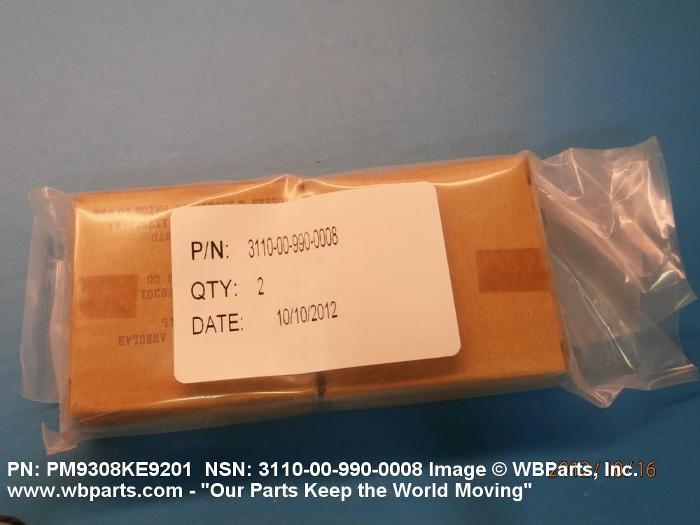 P/N: 3110-00-990-0008
QTY: 2
DATE: 10/10/2012
ANNULAR
PN: PM9308KE9201 NSN: 3110-00-990-0008 Image © WBParts, Inc.
www.wbparts.com - "Our Parts Keep the World Moving"